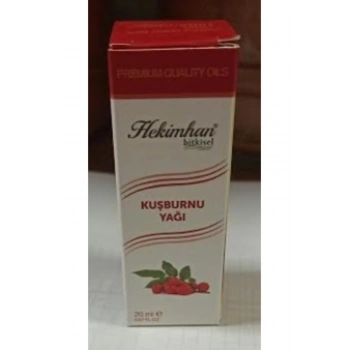 PREMIUM QUALITY OILS
Hekimhan®
bitkisel
KUŞBURNU
YAĞI
20 ml e